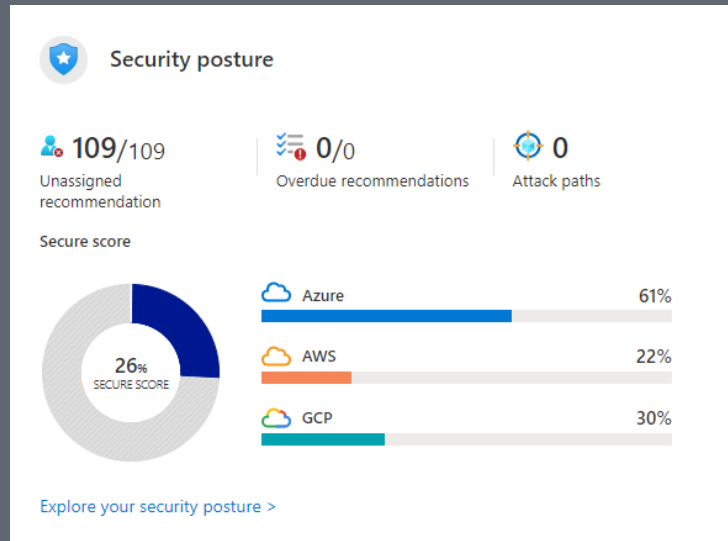 Security posture
109/109
Unassigned
recommendation
0/0
Overdue recommendations
0
Attack paths
Secure score
26%
SECURE SCORE
Azure 61%
AWS 22%
GCP 30%
Explore your security posture >